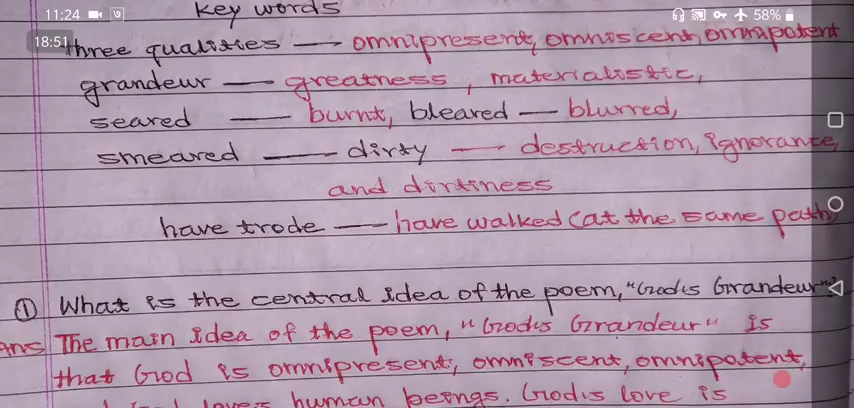 11:24
58%
18:51
key words
three qualities — omnipresent, omniscent, omnipotent
grandeur — greatness, materialistic,
seared — burnt, bleared — blurred,
smeared — dirty — destruction, ignorance,
and dirtiness
have trode — have walked (at the same path)
① What is the central idea of the poem, "God's Grandeur"?
Ans The main idea of the poem, "God's Grandeur" is
that God is omnipresent, omniscent, omnipotent,
human beings. God's love is